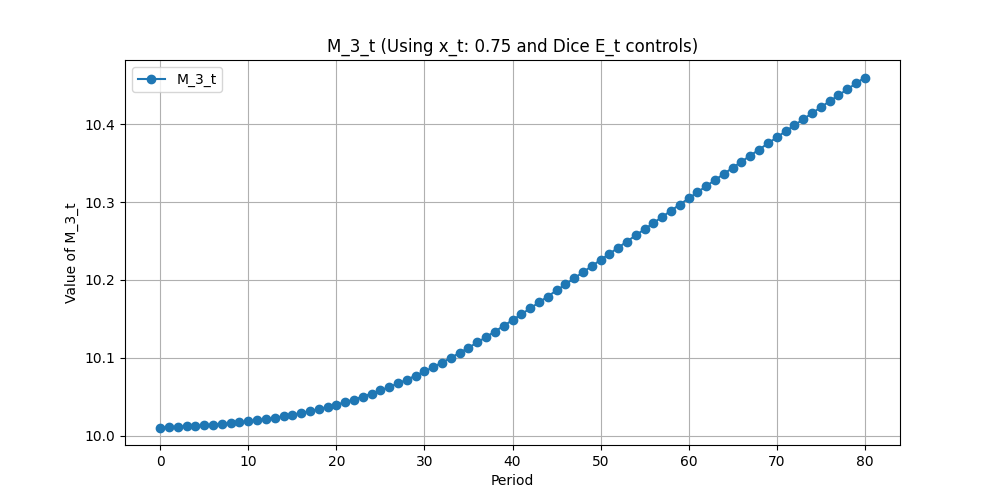 M_3_t (Using x_t: 0.75 and Dice E_t controls)
M_3_t
Value of M_3_t
10.4
10.3
10.2
10.1
10.0
0 10 20 30 40 50 60 70 80
Period